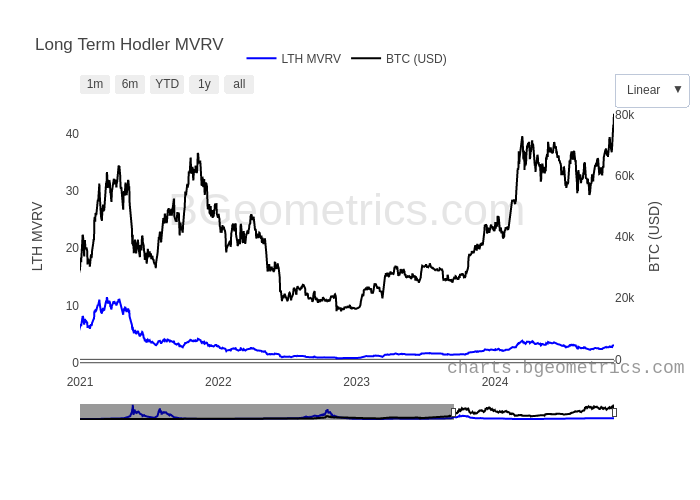 Long Term Hodler MVRV
LTH MVRV BTC (USD)
1m 6m YTD 1y all
Linear ▼
80k
40
60k
30
BGeometrics.com
LTH MVRV
BTC (USD)
40k
20
20k
10
0
0
charts.bgeometrics.com
2021 2022 2023 2024